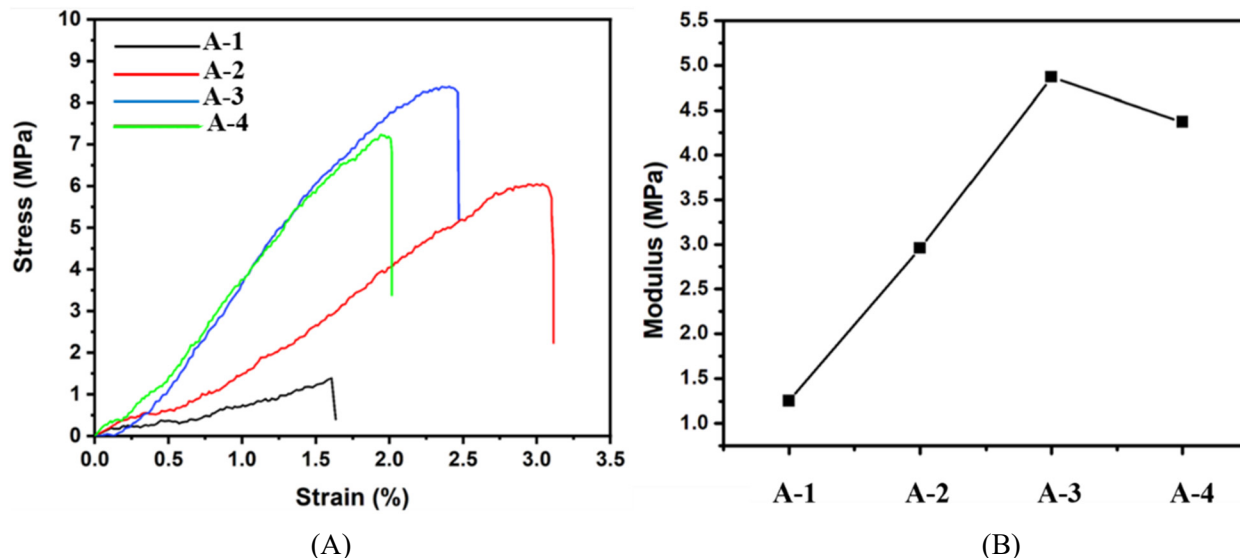 10
9
8
7
6
5
4
3
2
1
0
Stress (MPa)
A-1
A-2
A-3
A-4
0.0 0.5 1.0 1.5 2.0 2.5 3.0 3.5
Strain (%)
(A)
5.5
5.0
4.5
4.0
3.5
3.0
2.5
2.0
1.5
1.0
Modulus (MPa)
A-1 A-2 A-3 A-4
(B)